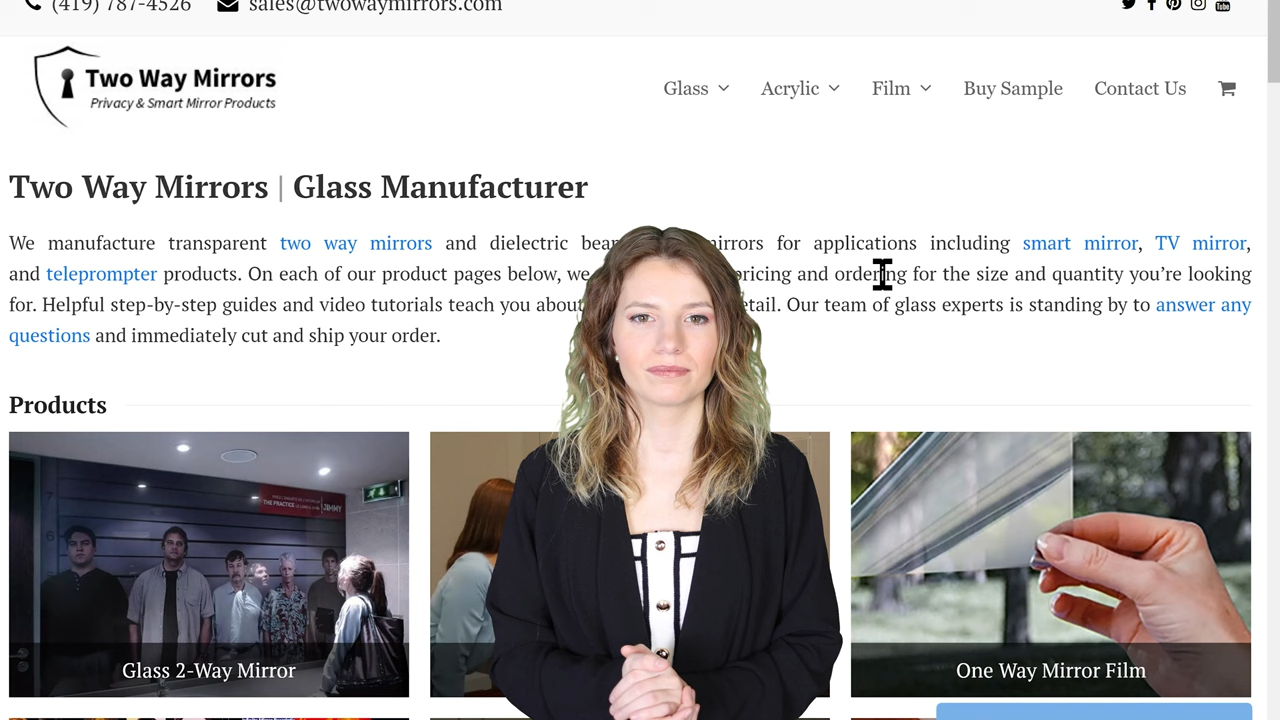 (419) 787-4526 sales@twowaymirrors.com
Two Way Mirrors
Privacy & Smart Mirror Products
Glass Acrylic Film Buy Sample Contact Us
Two Way Mirrors | Glass Manufacturer
We manufacture transparent two way mirrors and dielectric mirrors for applications including smart mirror, TV mirror,
and teleprompter products. On each of our product pages below, we pricing and ordering for the size and quantity you’re looking
for. Helpful step-by-step guides and video tutorials teach you about Our team of glass experts is standing by to answer any
questions and immediately cut and ship your order.
Products
THE PRACTICE JIMMY
Glass 2-Way Mirror
One Way Mirror Film